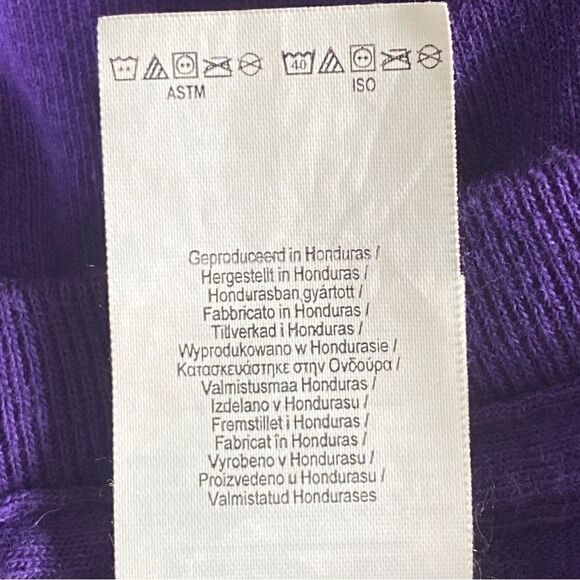 40
ASTM
ISO
Geproduceerd in Honduras /
Hergestellt in Honduras /
Hondurasban gyártott /
Fabbricato in Honduras /
Tillverkad i Honduras /
Wyprodukowano w Hondurasie /
Κατασκευάστηκε στην Ονδούρα /
Valmistusmaa Honduras /
Izdelano v Hondurasu /
Fremstillet i Honduras /
Fabricat în Honduras /
Vyrobeno v Hondurasu /
Proizvedeno u Hondurasu /
Valmistatud Hondurases